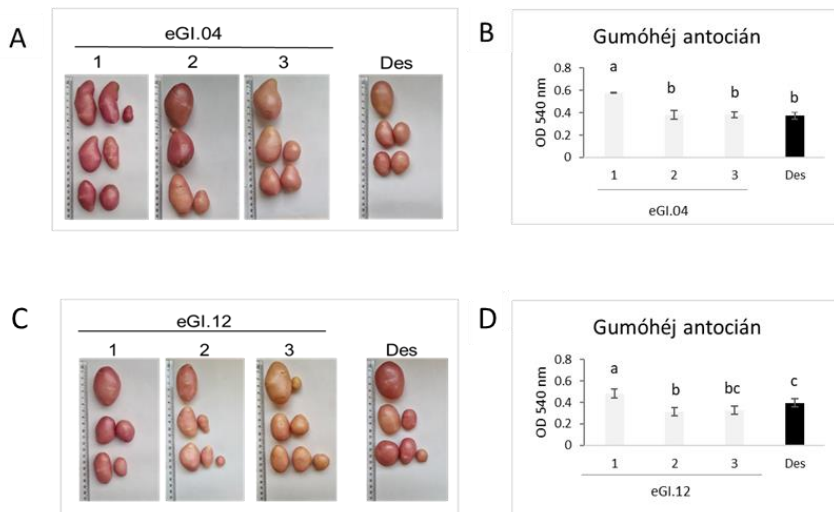 A
eGI.04
1 2 3 Des
B
Gumóhéj antocián
OD 540 nm
0.8
0.6
0.4
0.2
0
a b b b
1 2 3 Des
eGI.04
C
eGI.12
1 2 3 Des
D
Gumóhéj antocián
OD 540 nm
0.8
0.6
0.4
0.2
0
a b bc c
1 2 3 Des
eGI.12